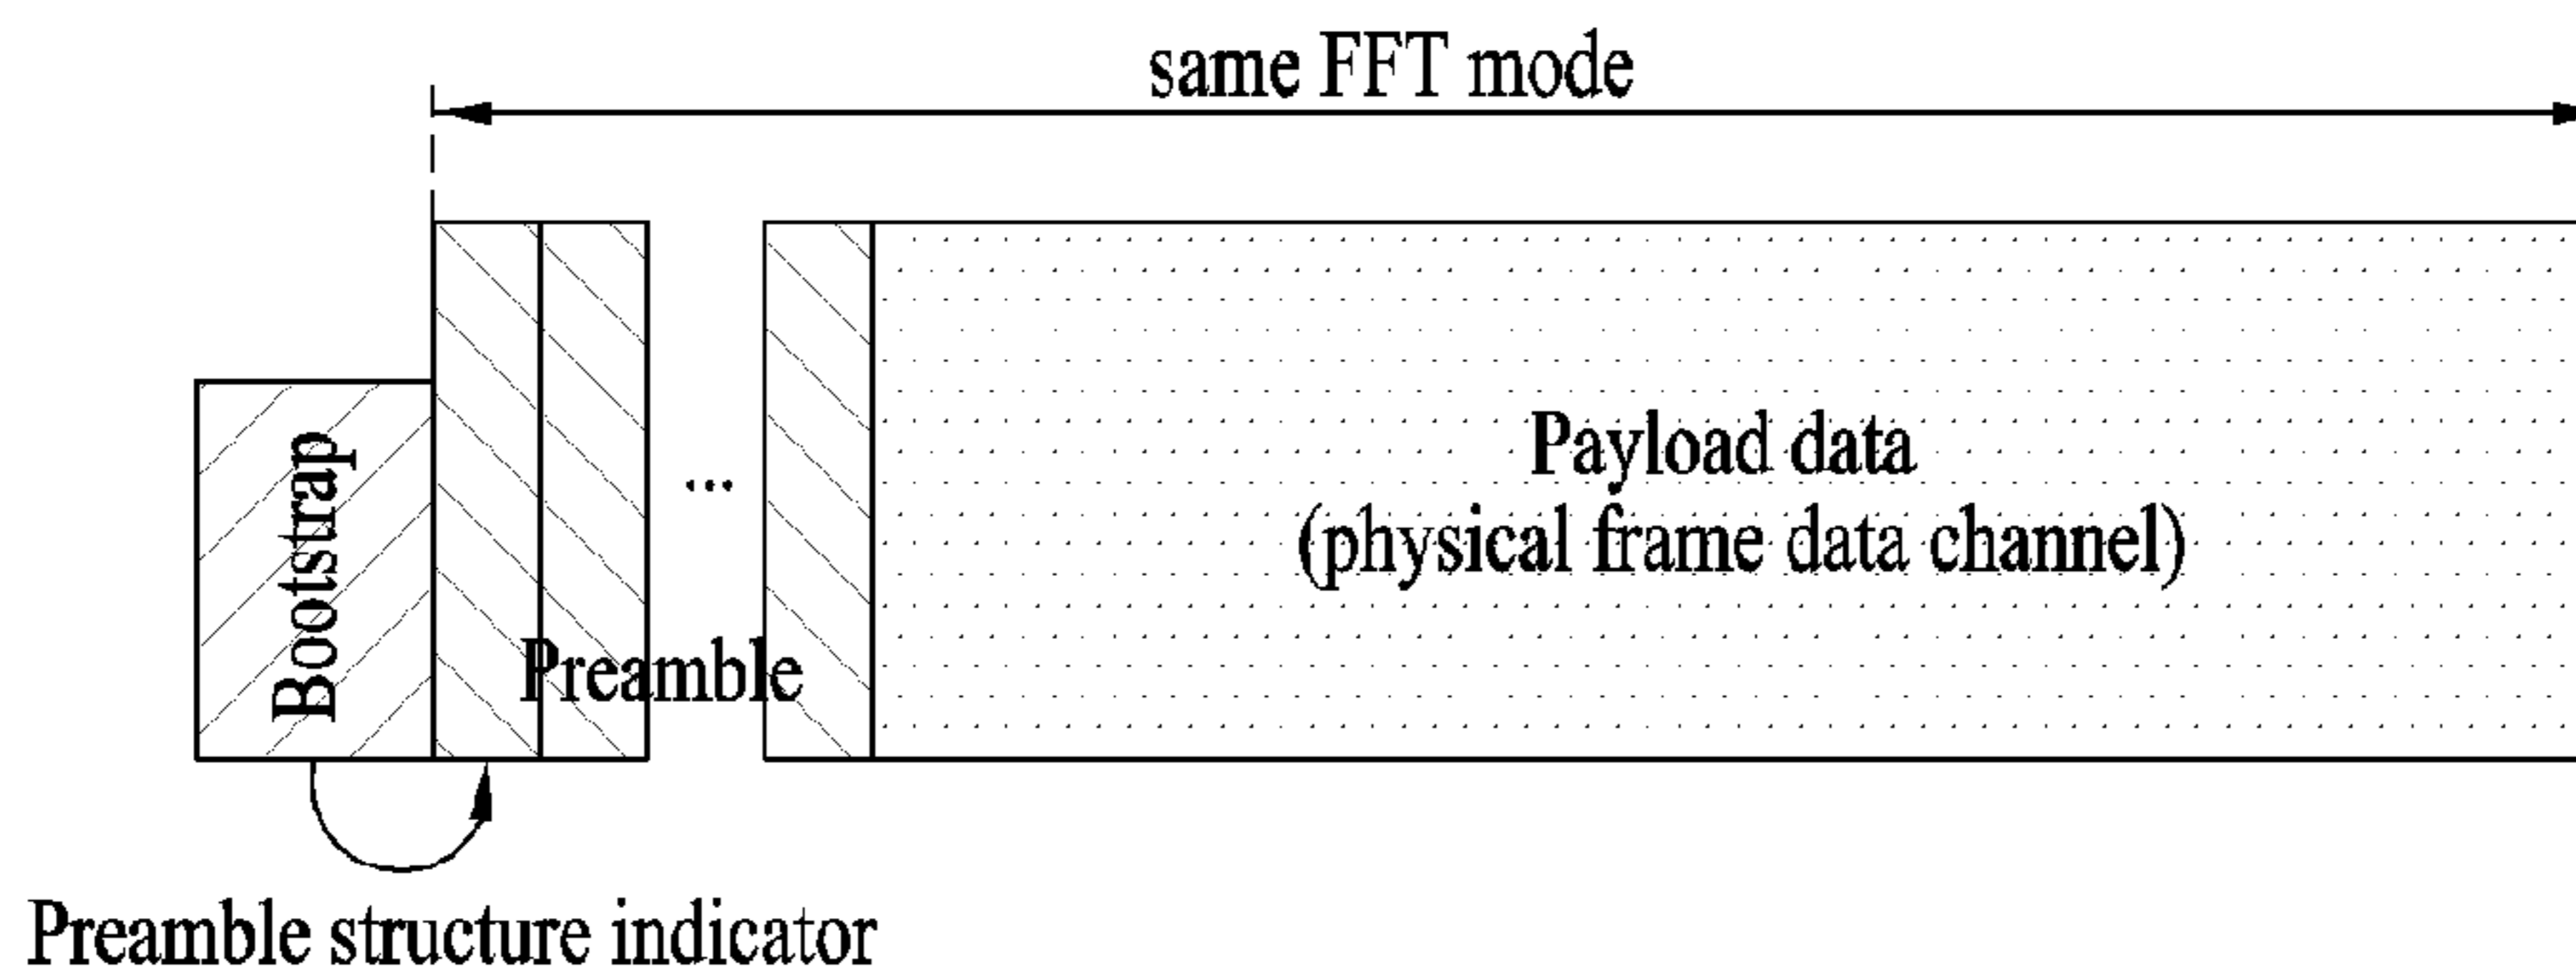 same FFT mode
Bootstrap
...
Preamble
Payload data
(physical frame data channel)
Preamble structure indicator